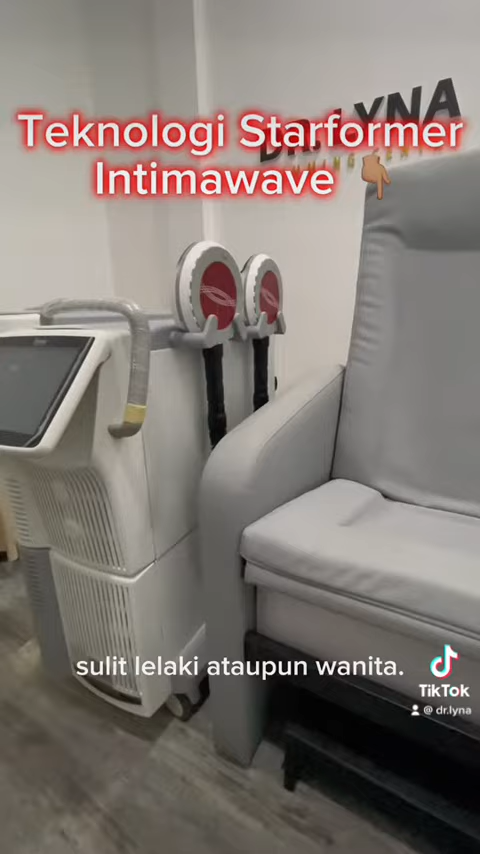 DR. LYNA
Teknologi Starformer
Intimawave 👇🏽
sulit lelaki ataupun wanita.
TikTok
@ dr.lyna